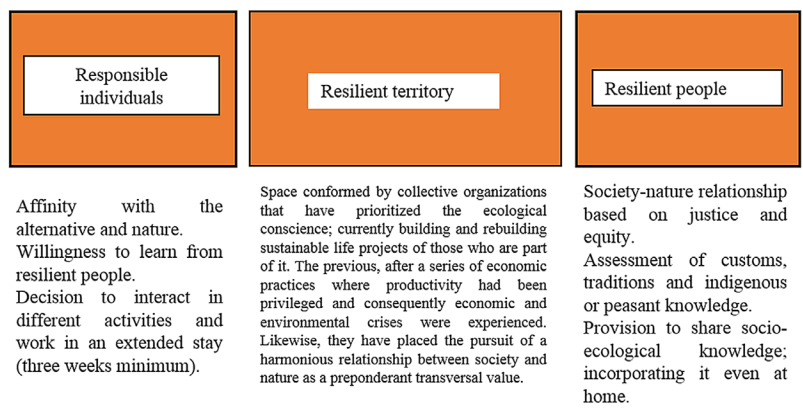 Responsible
individuals
Resilient territory
Resilient people
Affinity with the
alternative and nature.
Willingness to learn from
resilient people.
Decision to interact in
different activities and
work in an extended stay
(three weeks minimum).
Space conformed by collective organizations
that have prioritized the ecological
conscience; currently building and rebuilding
sustainable life projects of those who are part
of it. The previous, after a series of economic
practices where productivity had been
privileged and consequently economic and
environmental crises were experienced.
Likewise, they have placed the pursuit of a
harmonious relationship between society and
nature as a preponderant transversal value.
Society-nature relationship
based on justice and
equity.
Assessment of customs,
traditions and indigenous
or peasant knowledge.
Provision to share socio-
ecological knowledge;
incorporating it even at
home.